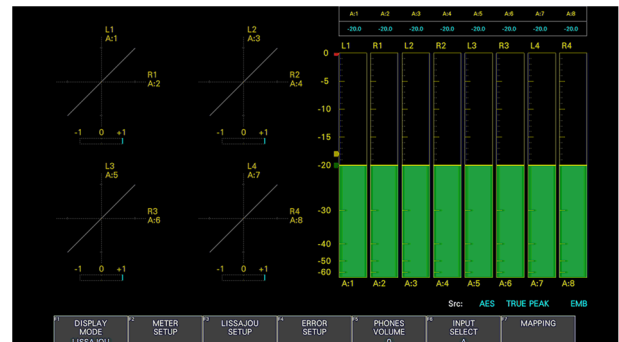 A:1 A:2 A:3 A:4 A:5 A:6 A:7 A:8
-20.0 -20.0 -20.0 -20.0 -20.0 -20.0 -20.0 -20.0
L1 R1 L2 R2 L3 R3 L4 R4
L1
A:1
R1
A:2
-1 0 +1
L2
A:3
R2
A:4
-1 0 +1
L3
A:5
R3
A:6
-1 0 +1
L4
A:7
R4
A:8
-1 0 +1
0
-5
-10
-15
-20
-30
-40
-50
-60
A:1 A:2 A:3 A:4 A:5 A:6 A:7 A:8
Src: AES TRUE PEAK EMB
F1 DISPLAY
MODE
LISSAJOU
F2 METER
SETUP
F3 LISSAJOU
SETUP
F4 ERROR
SETUP
F5 PHONES
VOLUME
F6 INPUT
SELECT
F7 MAPPING